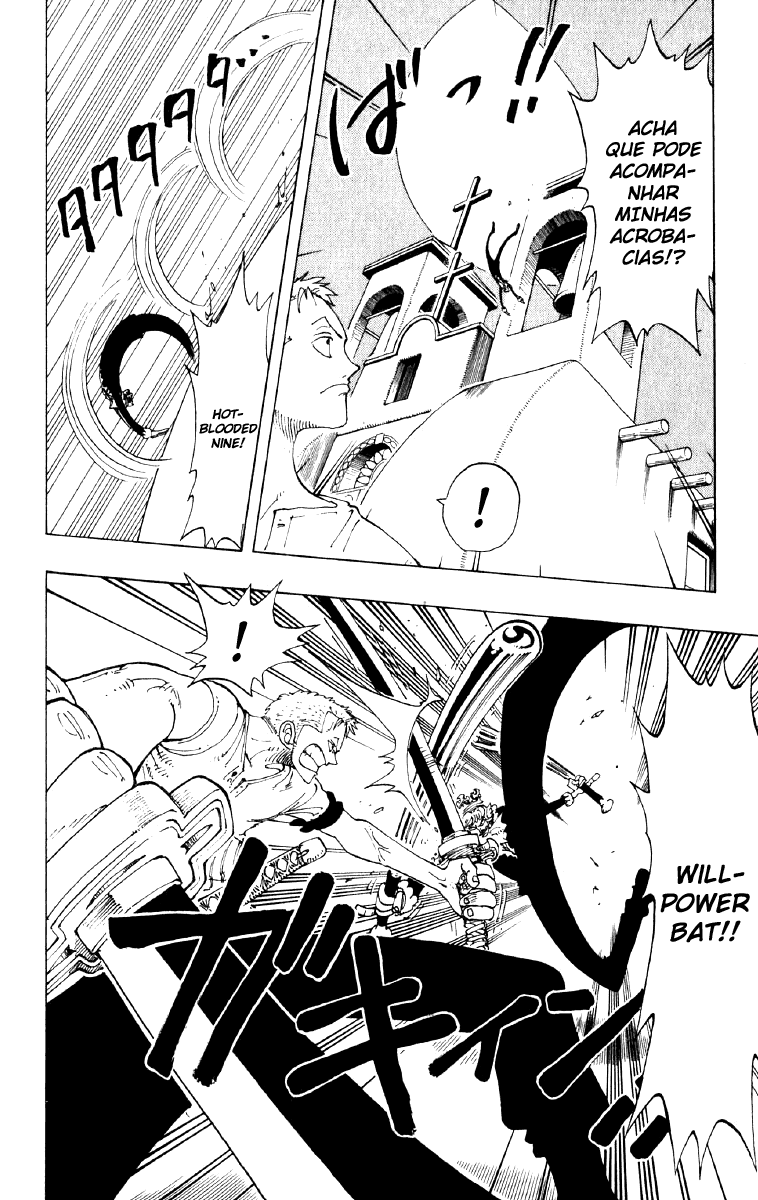 ACHA
QUE PODE
ACOMPA-
NHAR
MINHAS
ACROBA-
CIAS!?
ばっ!!
!
タタタタタ
HOT-
BLOODED
NINE!
!
WILL-
POWER
BAT!!
ガキィン